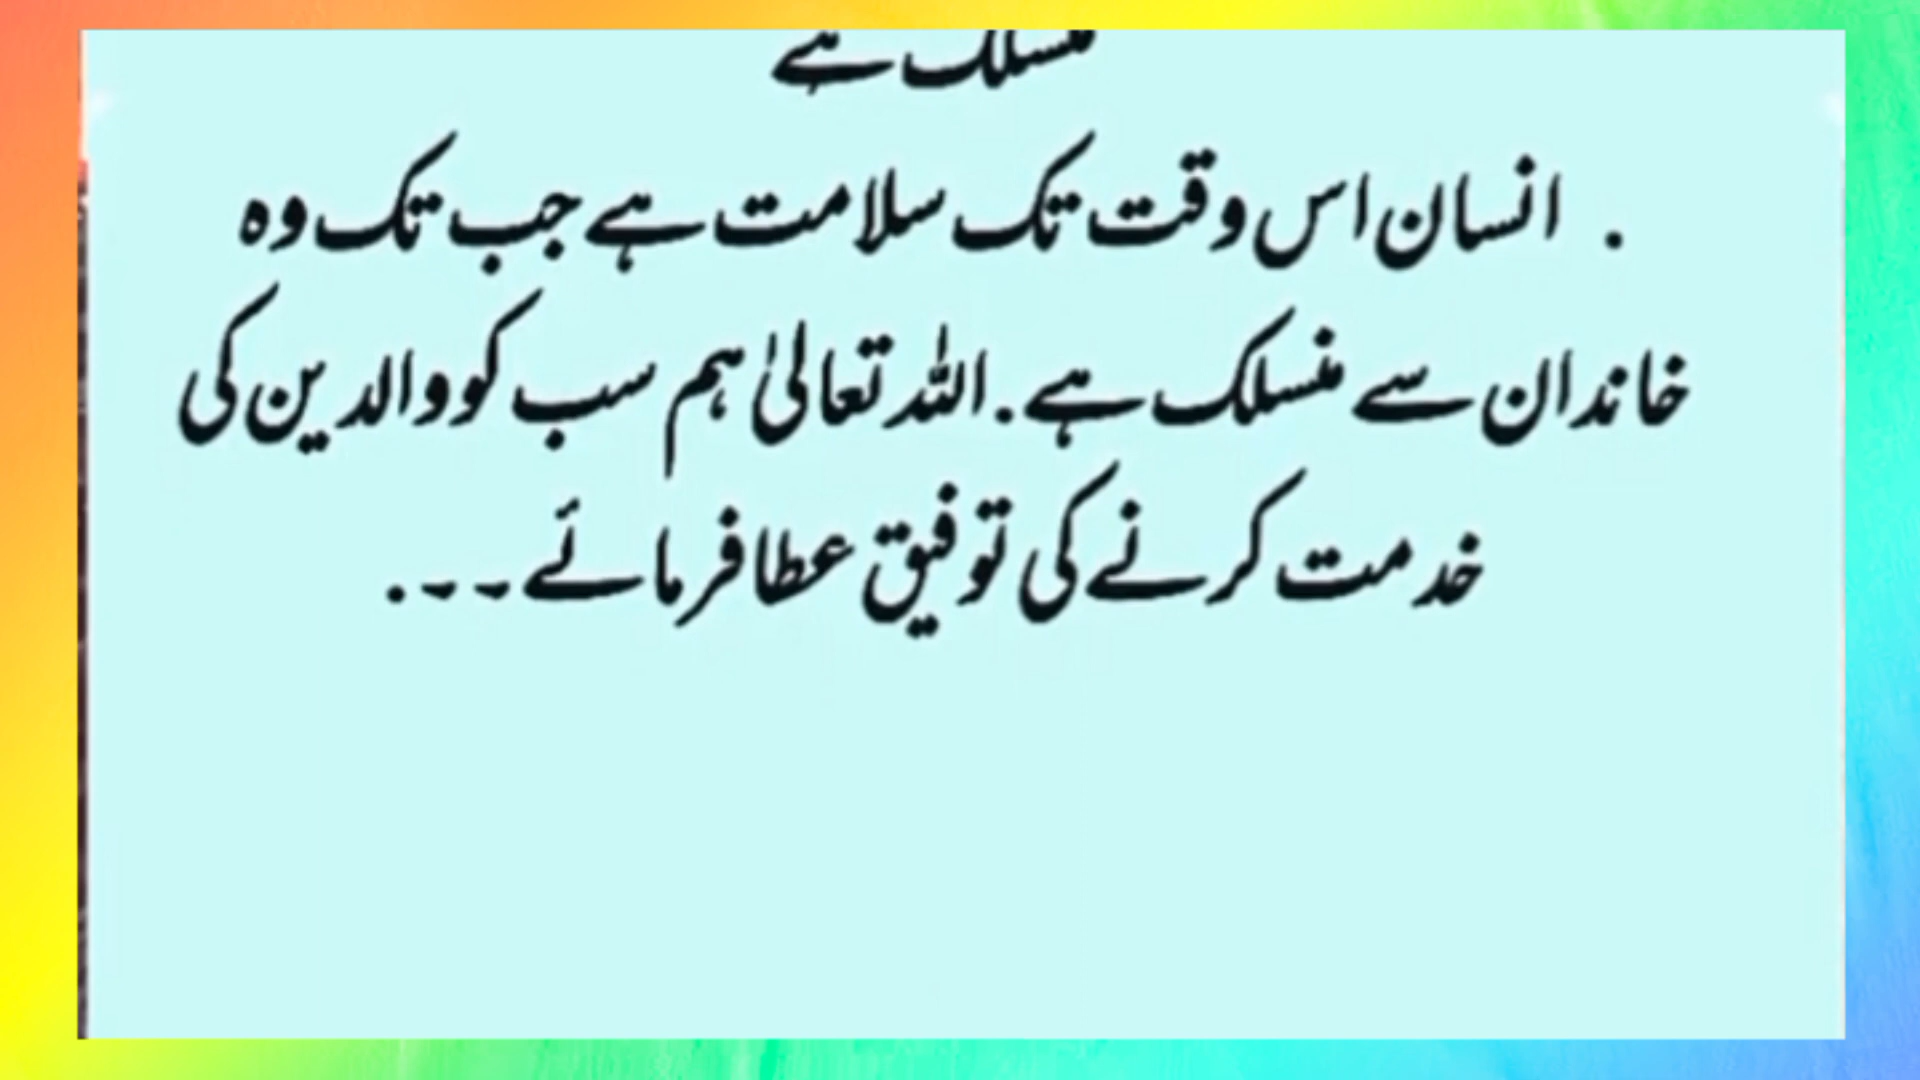 منسلک ہے
. انسان اس وقت تک سلامت ہے جب تک وہ
خاندان سے منسلک ہے. اللہ تعالیٰ ہم سب کو والدین کی
خدمت کرنے کی توفیق عطا فرمائے۔۔۔.